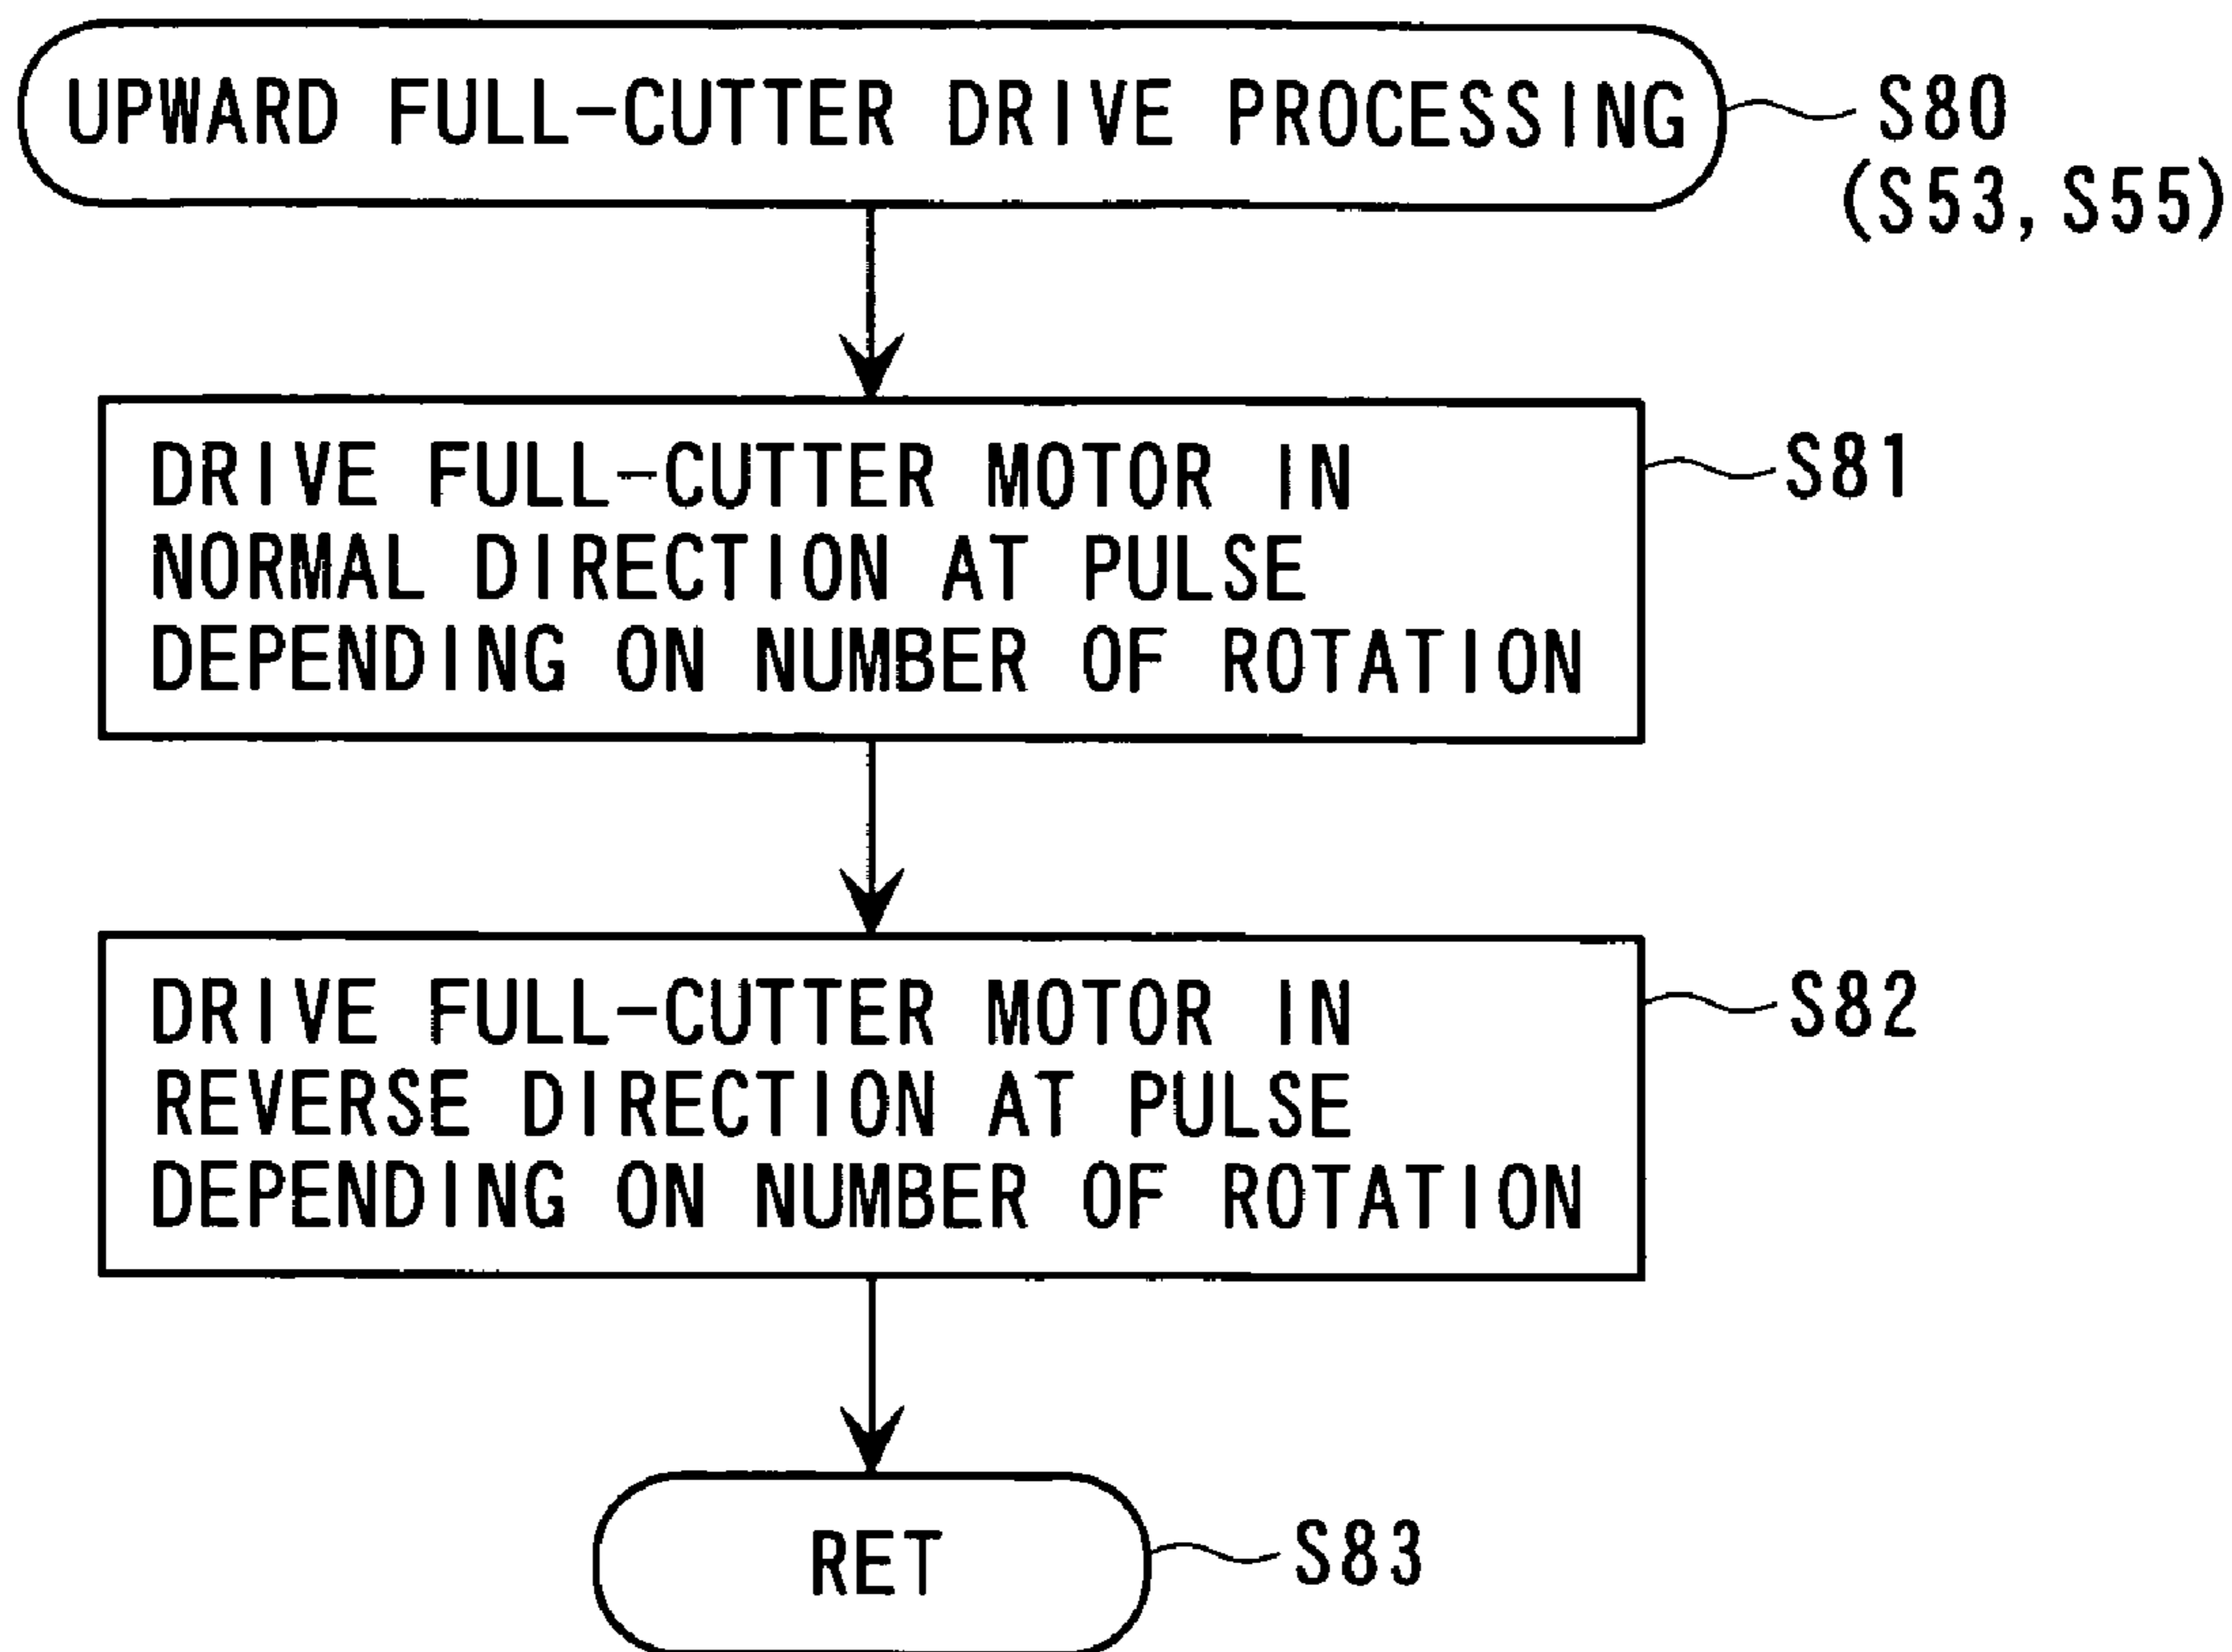 UPWARD FULL-CUTTER DRIVE PROCESSING
S80
(S53, S55)
DRIVE FULL-CUTTER MOTOR IN
NORMAL DIRECTION AT PULSE
DEPENDING ON NUMBER OF ROTATION
S81
DRIVE FULL-CUTTER MOTOR IN
REVERSE DIRECTION AT PULSE
DEPENDING ON NUMBER OF ROTATION
S82
RET
S83